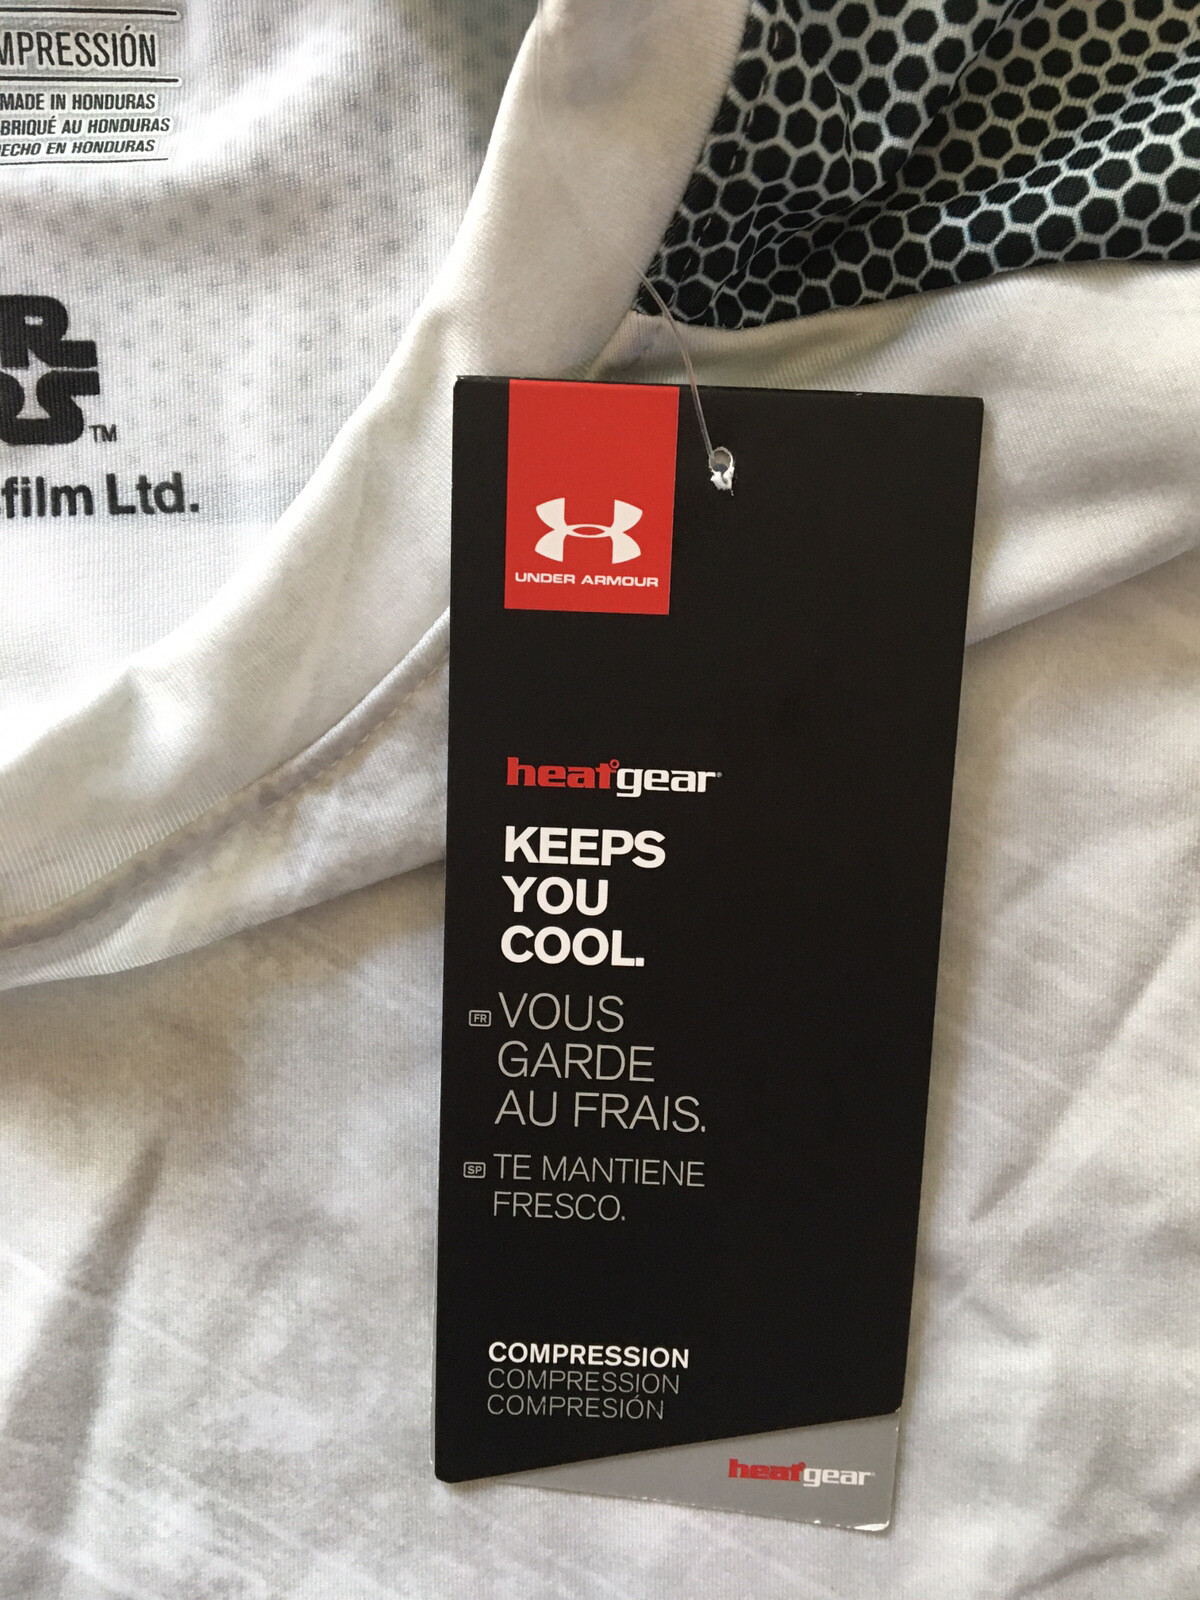 MPRESSIÓN
MADE IN HONDURAS
BRIQUÉ AU HONDURAS
ECHO EN HONDURAS
R
RS™
film Ltd.
UNDER ARMOUR
heatgear
KEEPS
YOU
COOL.
FR VOUS
GARDE
AU FRAIS.
SP TE MANTIENE
FRESCO.
COMPRESSION
COMPRESSION
COMPRESIÓN
heatgear